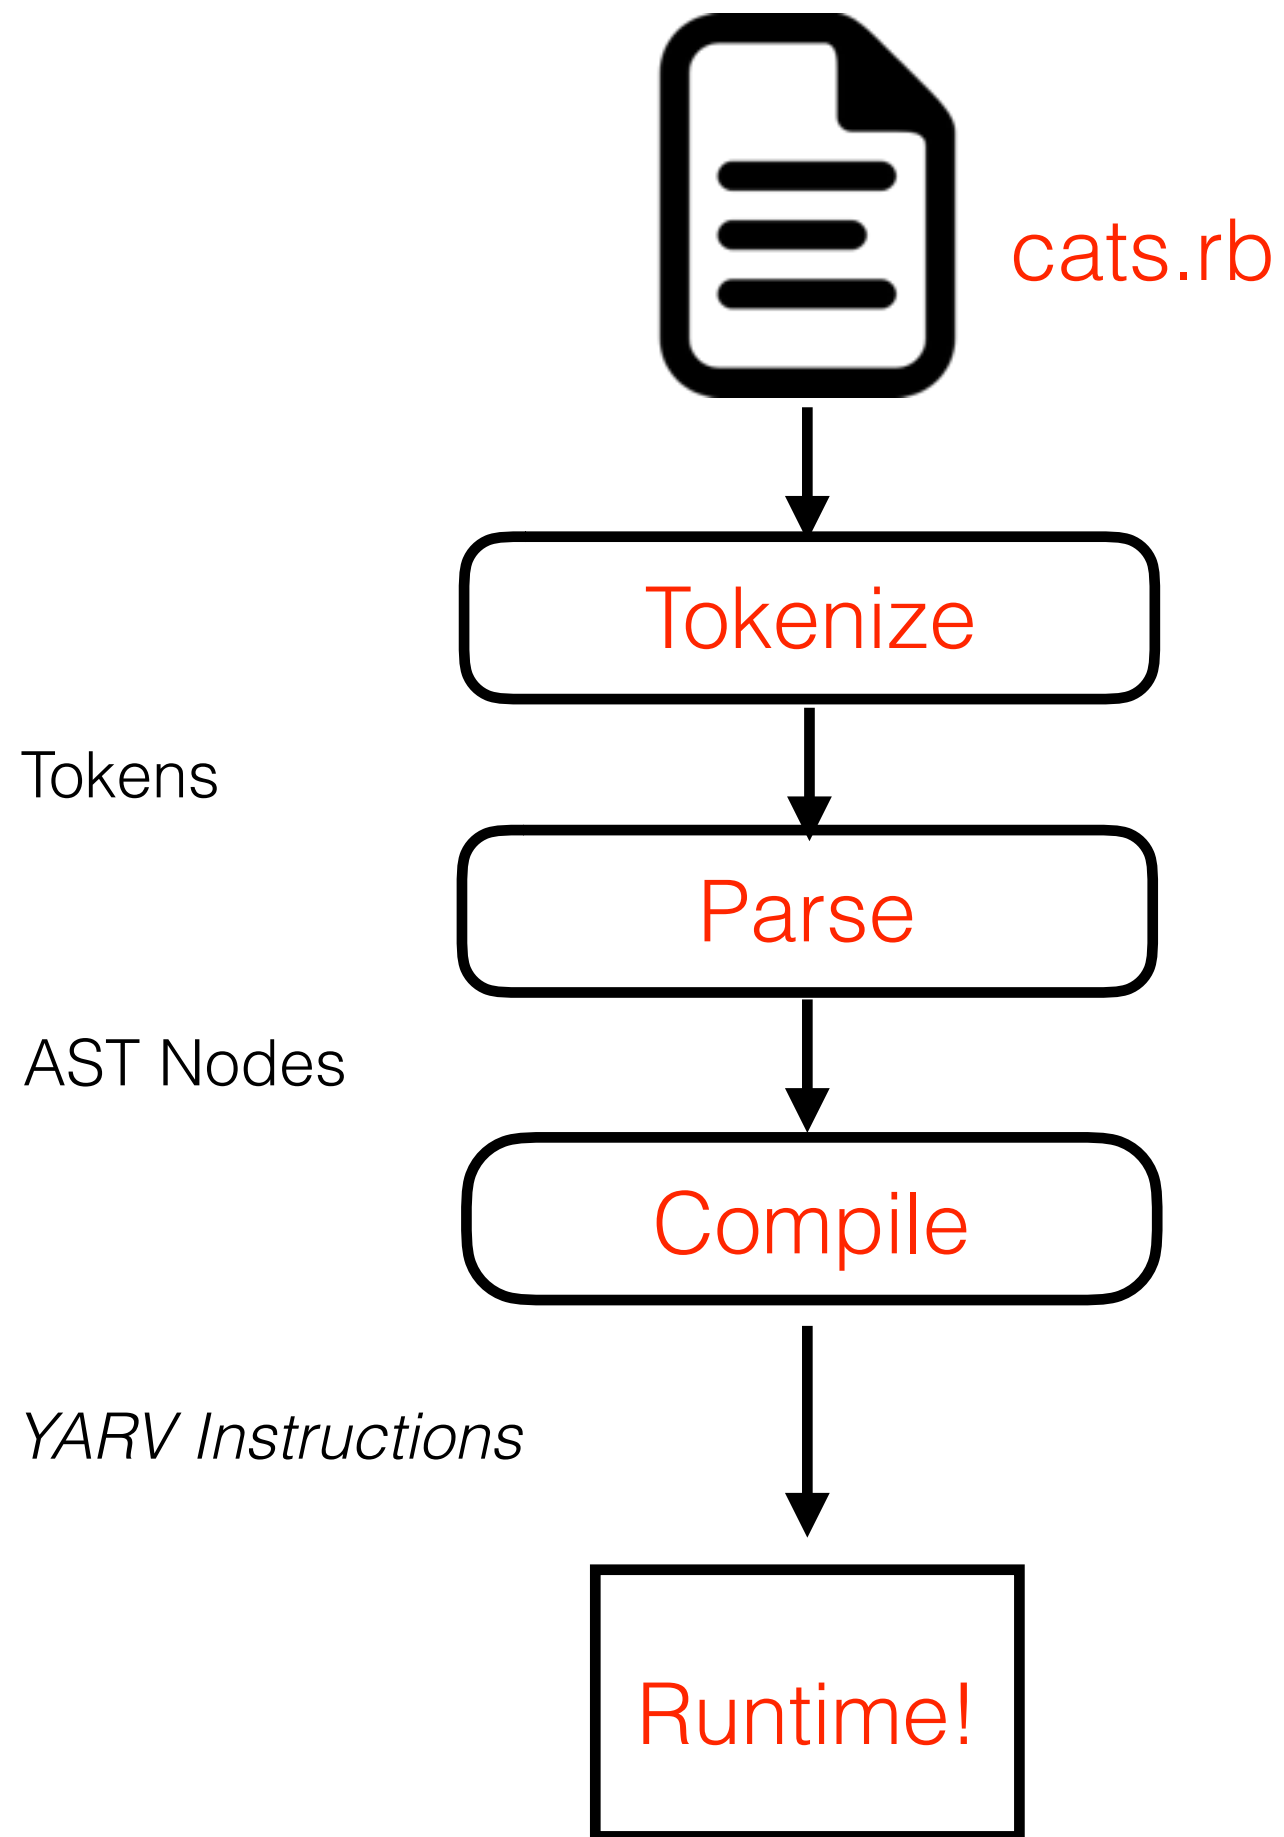 cats.rb
Tokenize
Tokens
Parse
AST Nodes
Compile
YARV Instructions
Runtime!